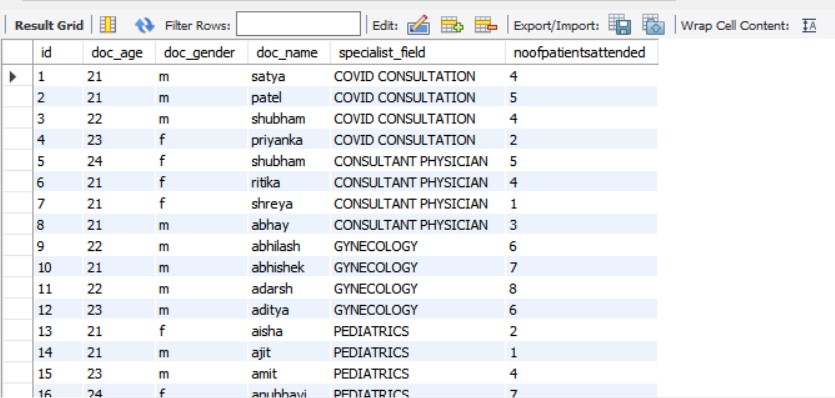 Result Grid Filter Rows: Edit: Export/Import: Wrap Cell Content: IA
id doc_age doc_gender doc_name specialist_field noofpatientsattended
1 21 m satya COVID CONSULTATION 4
2 21 m patel COVID CONSULTATION 5
3 22 m shubham COVID CONSULTATION 4
4 23 f priyanka COVID CONSULTATION 2
5 24 f shubham CONSULTANT PHYSICIAN 5
6 21 f ritika CONSULTANT PHYSICIAN 4
7 21 f shreya CONSULTANT PHYSICIAN 1
8 21 m abhay CONSULTANT PHYSICIAN 3
9 22 m abhilash GYNECOLOGY 6
10 21 m abhishek GYNECOLOGY 7
11 22 m adarsh GYNECOLOGY 8
12 23 m aditya GYNECOLOGY 6
13 21 f aisha PEDIATRICS 2
14 21 m ajit PEDIATRICS 1
15 23 m amit PEDIATRICS 4
16 24 f anubhavi PEDIATRICS 7